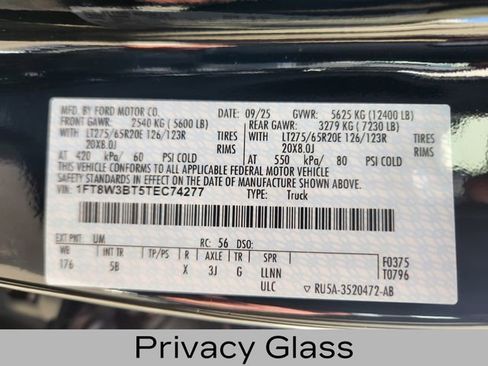 MFD. BY FORD MOTOR CO.
DATE: 09/25 GVWR: 5625 KG (12400 LB)
FRONT GAWR: 2540 KG (5600 LB) REAR GAWR: 3279 KG (7230 LB)
WITH LT275/65R20E 126/123R WITH LT275/65R20E 126/123R
TIRES 20X8.0J TIRES 20X8.0J
RIMS RIMS
AT 420 kPa/ 60 PSI COLD AT 550 kPa/ 80 PSI COLD
THIS VEHICLE CONFORMS TO ALL APPLICABLE FEDERAL MOTOR VEHICLE
SAFETY STANDARDS IN EFFECT ON THE DATE OF MANUFACTURE SHOWN ABOVE.
VIN: 1FT8W3BT5TEC74277 TYPE: Truck
EXT PNT UM RC: 56 DSO: F0375
WB INT TR TP/PS R AXLE TR SPR T0796
176 5B X 3J G LLNN
ULC ▽ RU5A-3520472-AB
Privacy Glass